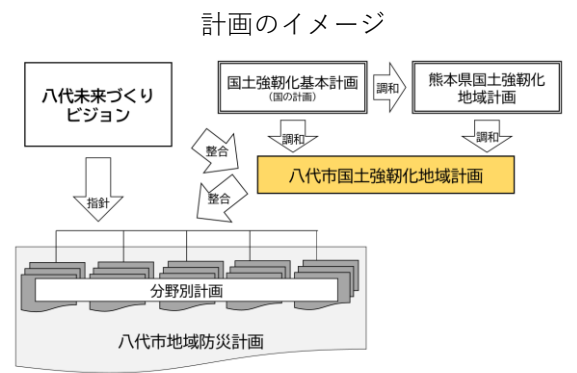 計画のイメージ
八代未来づくり
ビジョン
国土強靭化基本計画
(国の計画)
調和
熊本県国土強靭化
地域計画
調和
調和
整合
八代市国土強靭化地域計画
整合
指針
分野別計画
八代市地域防災計画